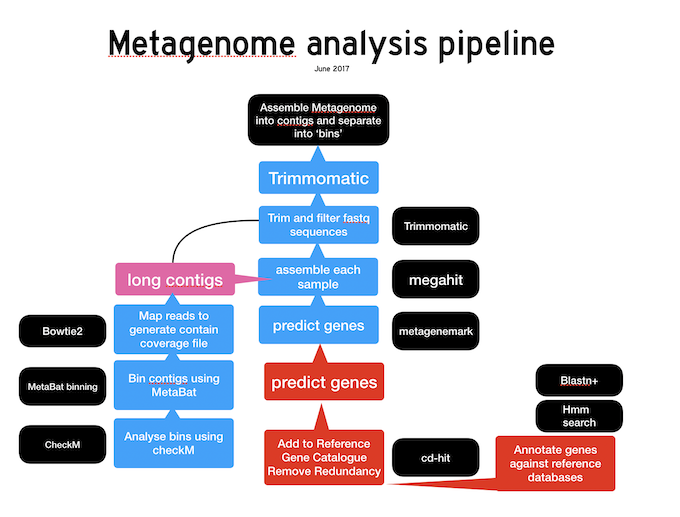 Metagenome analysis pipeline
June 2017
Assemble Metagenome
into contigs and separate
into ‘bins’
Trimmomatic
Trim and filter fastq
sequences
Trimmomatic
assemble each
sample
megahit
long contigs
predict genes
metagenemark
Map reads to
generate contain
coverage file
Bowtie2
predict genes
Bin contigs using
MetaBat
MetaBat binning
Analyse bins using
checkM
CheckM
Add to Reference
Gene Catalogue
Remove Redundancy
cd-hit
Blastn+
Hmm
search
Annotate genes
against reference
databases